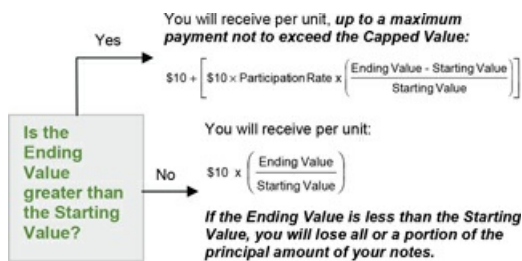 You will receive per unit, up to a maximum
payment not to exceed the Capped Value:
Yes
$10 + [ $10 × Participation Rate x ( Ending Value - Starting Value / Starting Value ) ]
Is the
Ending
Value
greater than
the Starting
Value?
You will receive per unit:
No
$10 x ( Ending Value / Starting Value )
If the Ending Value is less than the Starting
Value, you will lose all or a portion of the
principal amount of your notes.